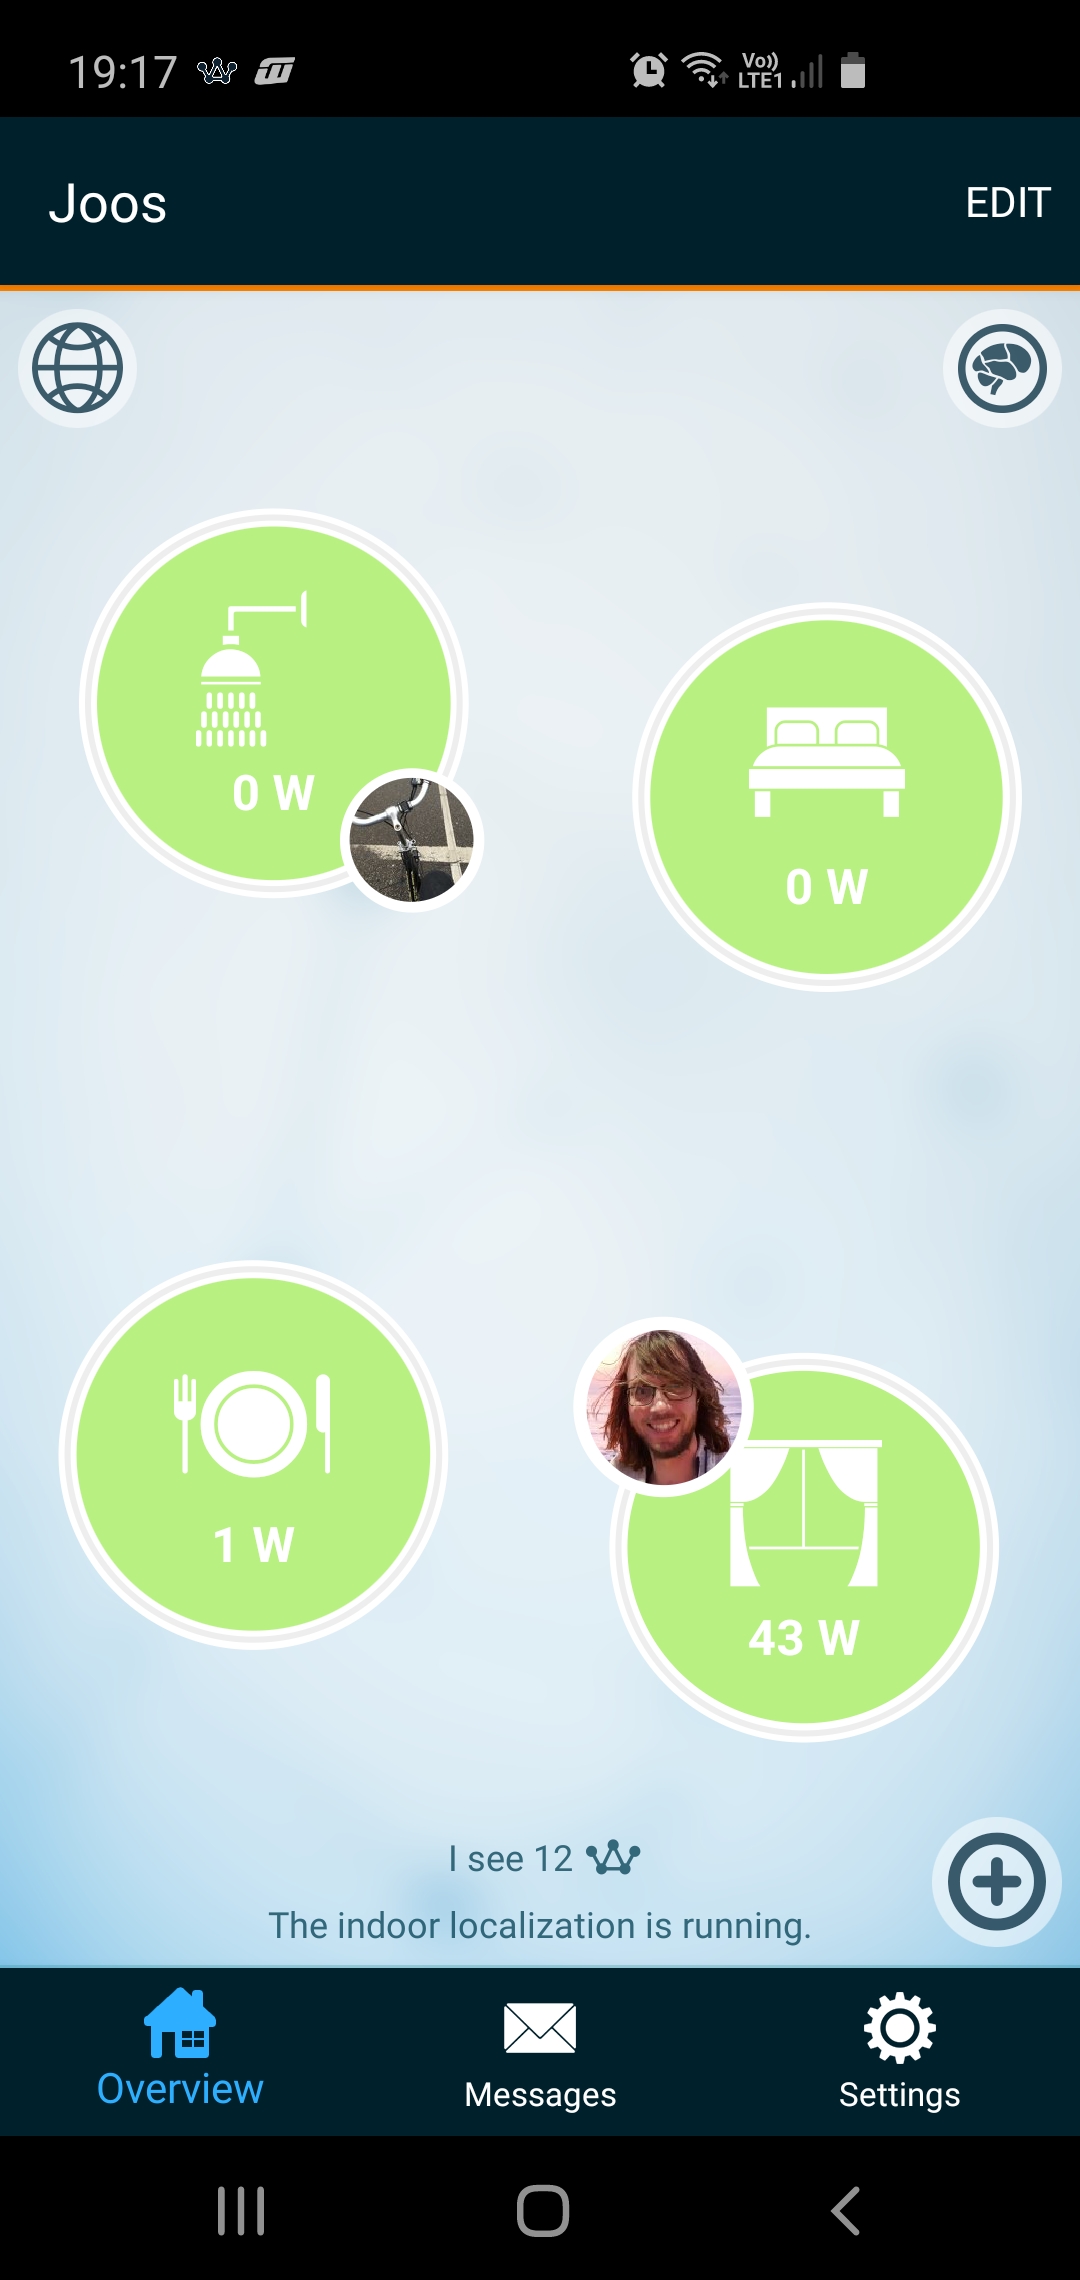 19:17
Vo))
LTE1
Joos
EDIT
0 W
0 W
1 W
43 W
I see 12
The indoor localization is running.
Overview
Messages
Settings